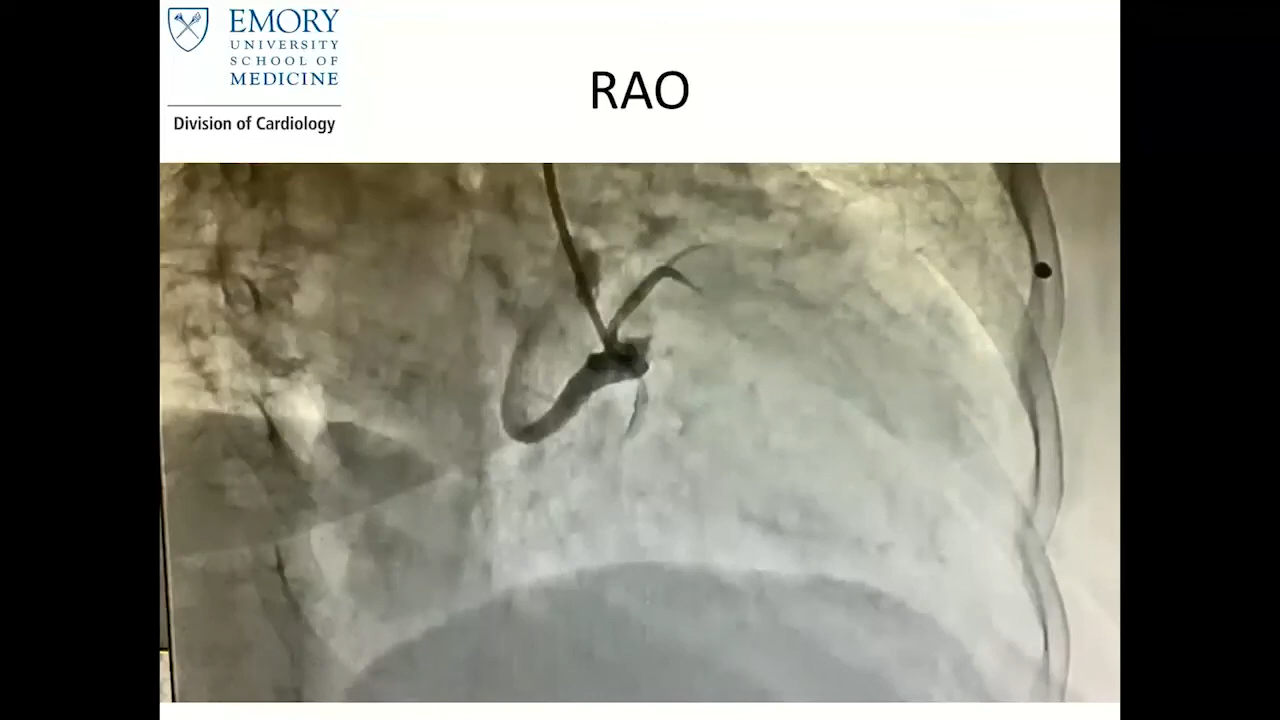 EMORY
UNIVERSITY
SCHOOL OF
MEDICINE
Division of Cardiology
RAO